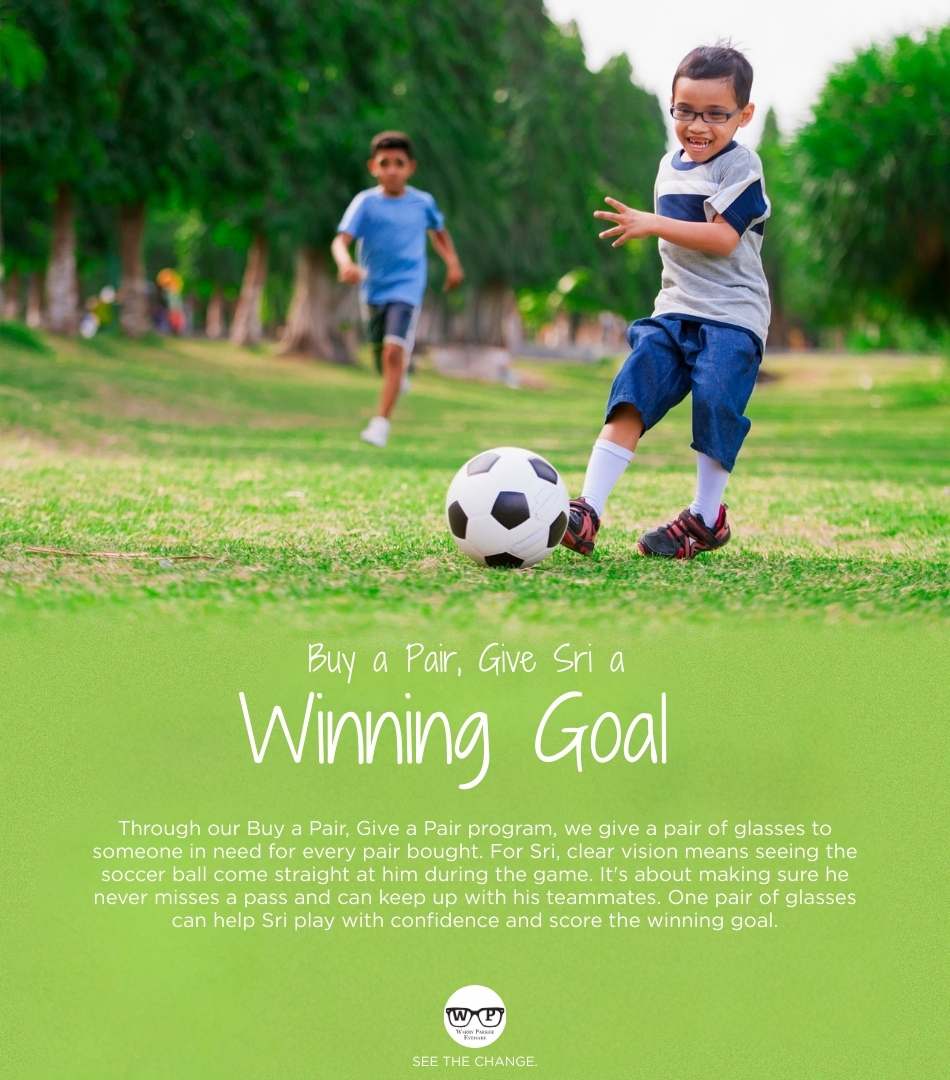 Buy a Pair, Give Sri a
Winning Goal
Through our Buy a Pair, Give a Pair program, we give a pair of glasses to
someone in need for every pair bought. For Sri, clear vision means seeing the
soccer ball come straight at him during the game. It's about making sure he
never misses a pass and can keep up with his teammates. One pair of glasses
can help Sri play with confidence and score the winning goal.
W P
WARBY PARKER
EYEWARE
SEE THE CHANGE.